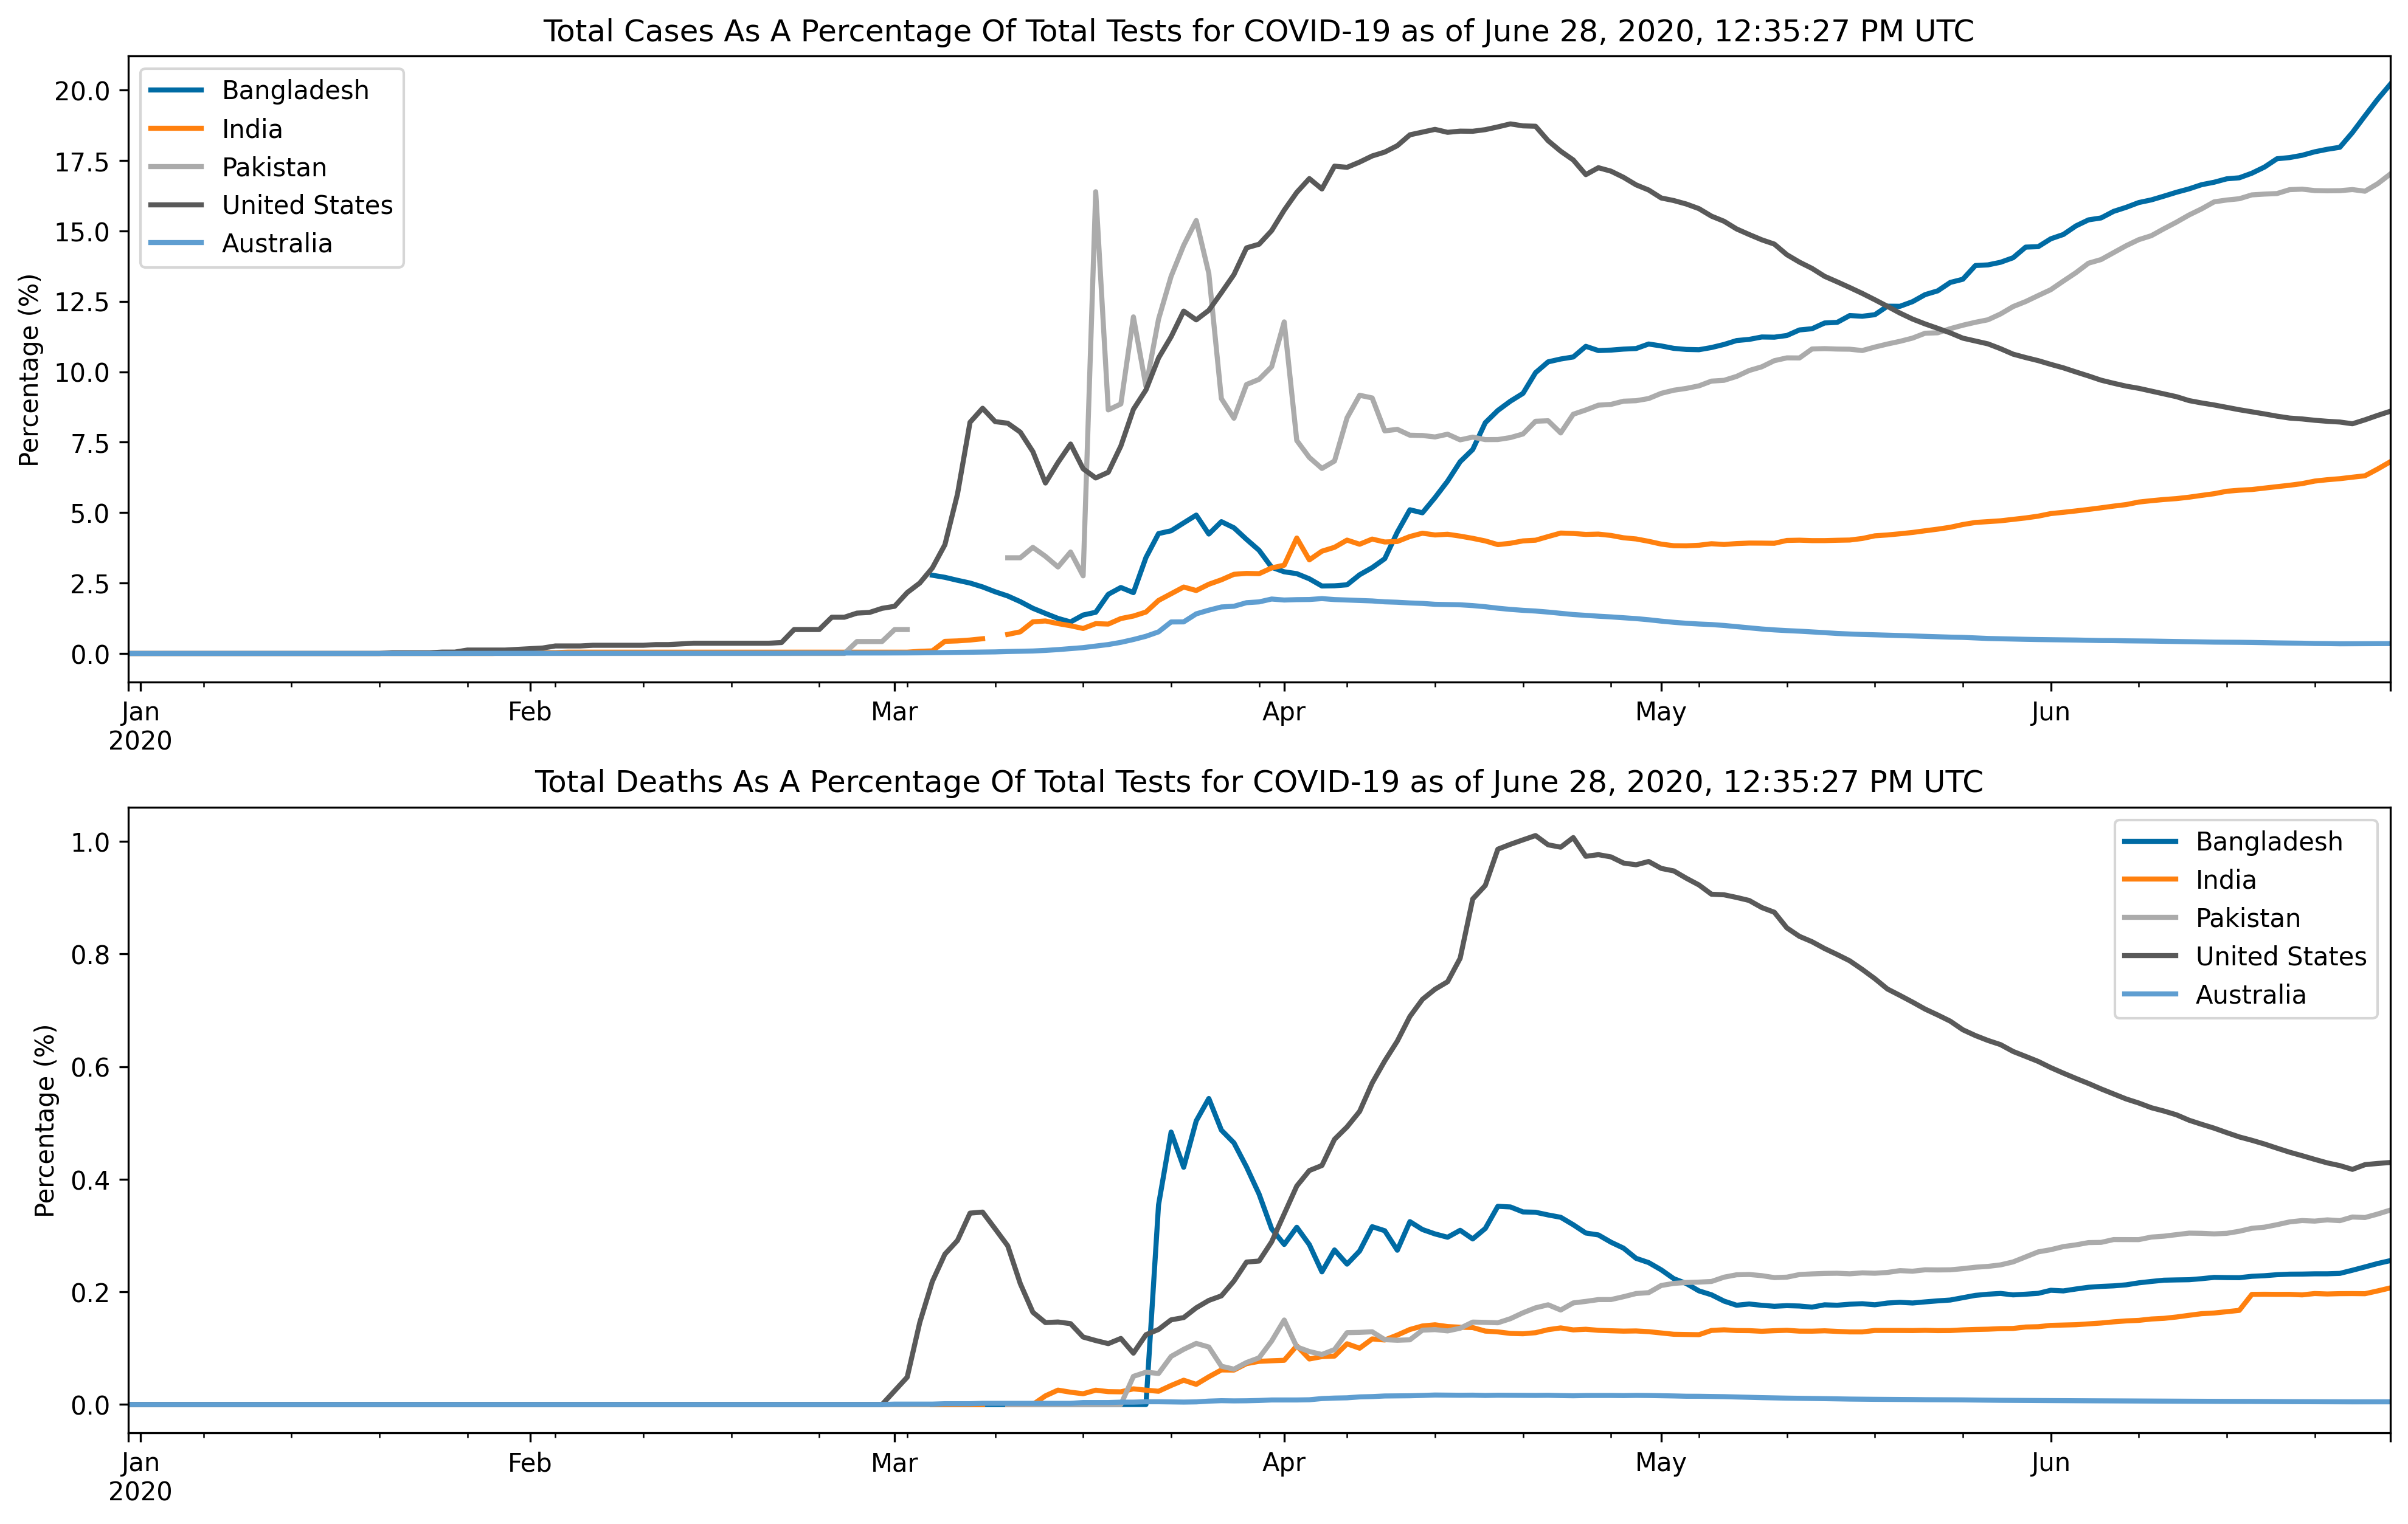 Total Cases As A Percentage Of Total Tests for COVID-19 as of June 28, 2020, 12:35:27 PM UTC
Percentage (%)
20.0
17.5
15.0
12.5
10.0
7.5
5.0
2.5
0.0
Bangladesh
India
Pakistan
United States
Australia
Jan Feb Mar Apr May Jun
2020
Total Deaths As A Percentage Of Total Tests for COVID-19 as of June 28, 2020, 12:35:27 PM UTC
Percentage (%)
1.0
0.8
0.6
0.4
0.2
0.0
Bangladesh
India
Pakistan
United States
Australia
Jan Feb Mar Apr May Jun
2020